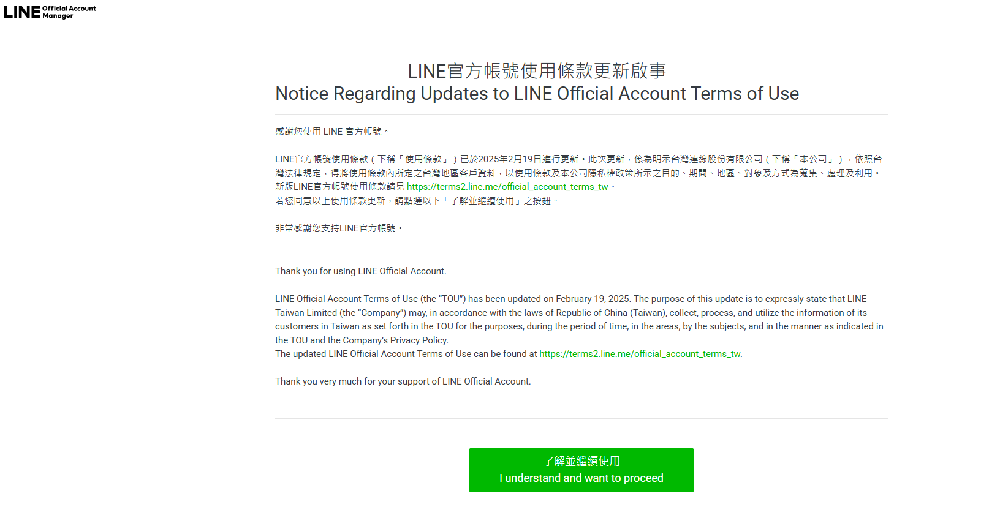 LINE Official Account
Manager
LINE官方帳號使用條款更新啟事
Notice Regarding Updates to LINE Official Account Terms of Use
感謝您使用 LINE 官方帳號。
LINE官方帳號使用條款（下稱「使用條款」）已於2025年2月19日進行更新。此次更新，係為明示台灣連線股份有限公司（下稱「本公司」），依照台
灣法律規定，得將使用條款內所定之台灣地區客戶資料，以使用條款及本公司隱私權政策所示之目的、期間、地區、對象及方式為蒐集、處理及利用。
新版LINE官方帳號使用條款請見 https://terms2.line.me/official_account_terms_tw。
若您同意以上使用條款更新，請點選以下「了解並繼續使用」之按鈕。
非常感謝您支持LINE官方帳號。
Thank you for using LINE Official Account.
LINE Official Account Terms of Use (the “TOU”) has been updated on February 19, 2025. The purpose of this update is to expressly state that LINE
Taiwan Limited (the “Company”) may, in accordance with the laws of Republic of China (Taiwan), collect, process, and utilize the information of its
customers in Taiwan as set forth in the TOU for the purposes, during the period of time, in the areas, by the subjects, and in the manner as indicated in
the TOU and the Company’s Privacy Policy.
The updated LINE Official Account Terms of Use can be found at https://terms2.line.me/official_account_terms_tw.
Thank you very much for your support of LINE Official Account.
了解並繼續使用
I understand and want to proceed